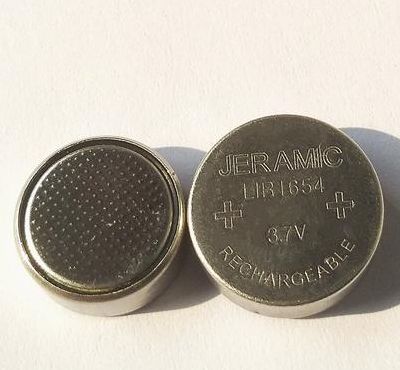 JERAMIC
LIR1654
+ +
3.7V
RECHARGEABLE